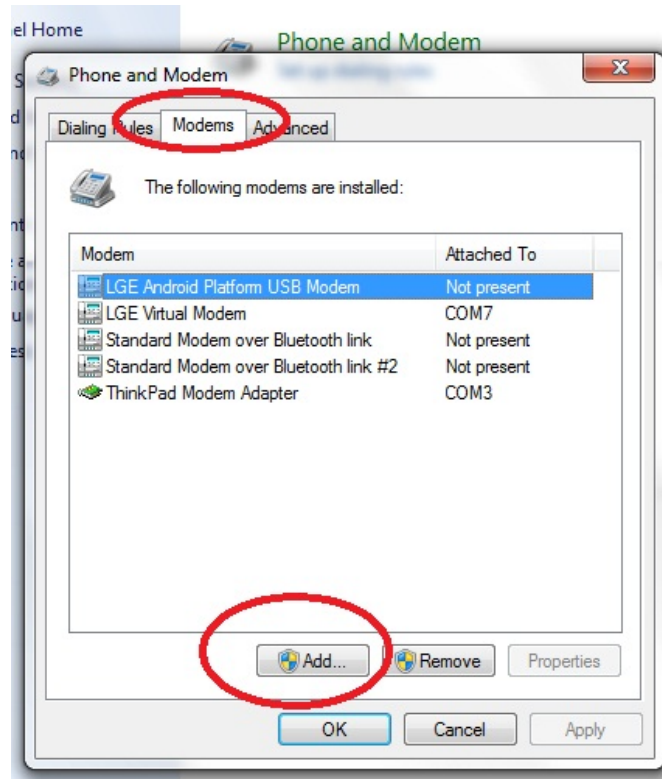 el Home
Phone and Modem
Phone and Modem
Dialing Rules Modems Advanced
The following modems are installed:
Modem Attached To
LGE Android Platform USB Modem Not present
LGE Virtual Modem COM7
Standard Modem over Bluetooth link Not present
Standard Modem over Bluetooth link #2 Not present
ThinkPad Modem Adapter COM3
Add... Remove Properties
OK Cancel Apply